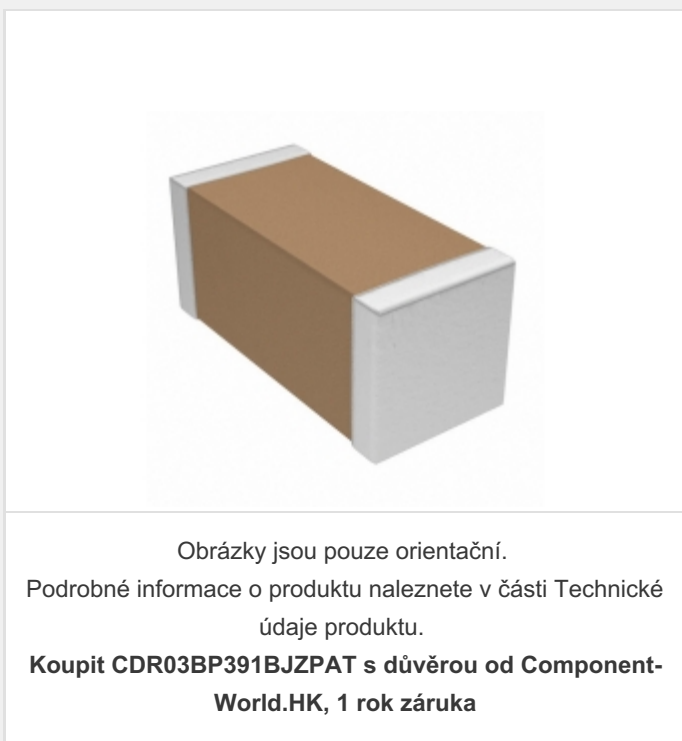 Obrázky jsou pouze orientační.
Podrobné informace o produktu naleznete v části Technické
údaje produktu.
Koupit CDR03BP391BJZPAT s důvěrou od Component-
World.HK, 1 rok záruka